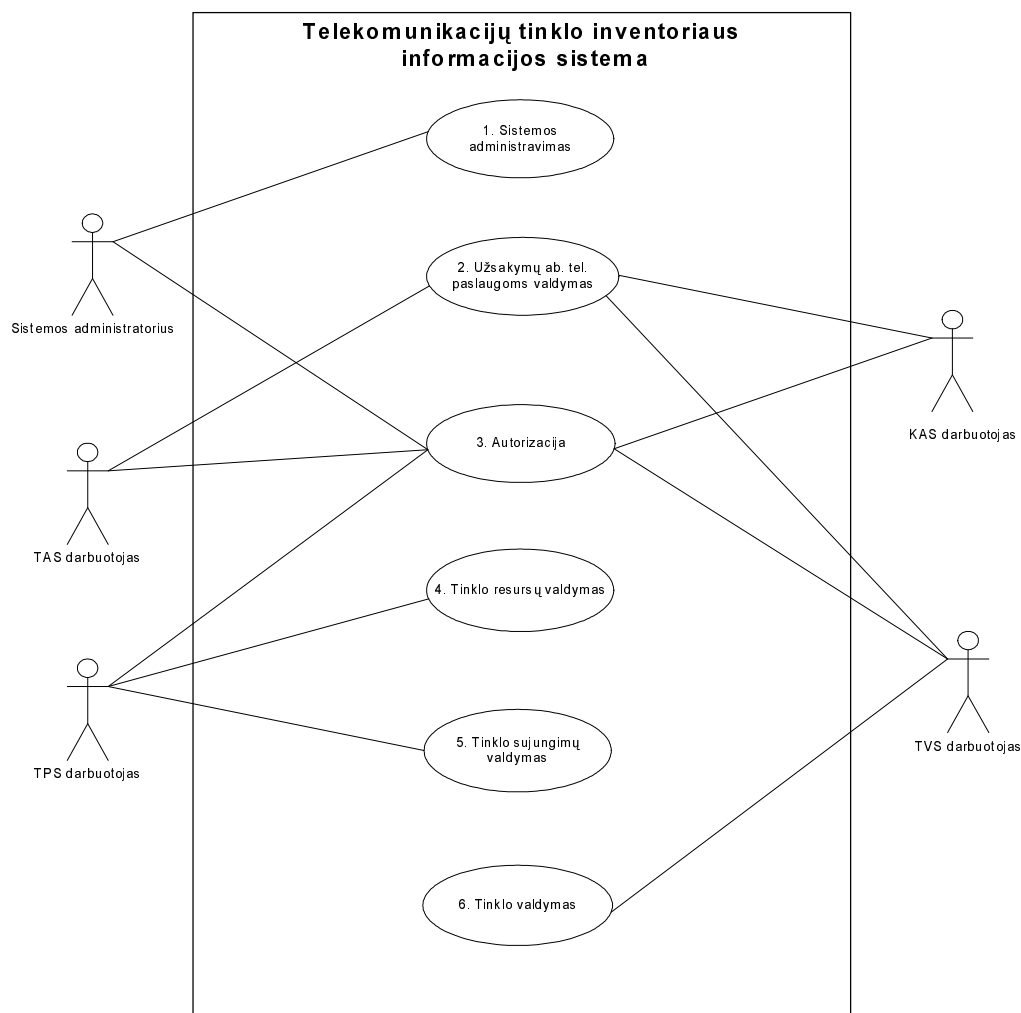 Telekomunikacijų tinklo inventoriaus
informacijos sistema
1. Sistemos
administravimas
2. Užsakymų ab. tel.
paslaugoms valdymas
Sistemos administratorius
3. Autorizacija
KAS darbuotojas
TAS darbuotojas
4. Tinklo resursų valdymas
5. Tinklo sujungimų
valdymas
TPS darbuotojas
TVS darbuotojas
6. Tinklo valdymas